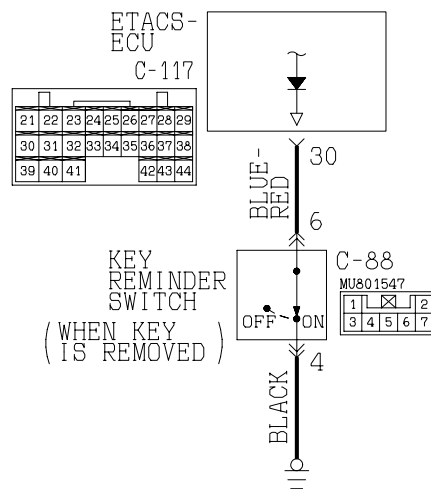 ETACS-
ECU
C-117
21 22 23 24 25 26 27 28 29
30 31 32 33 34 35 36 37 38
39 40 41 42 43 44
30
BLUE-
RED
6
KEY
REMINDER
SWITCH
(WHEN KEY
IS REMOVED)
OFF ON
C-88
MU801547
1 2
3 4 5 6 7
4
BLACK